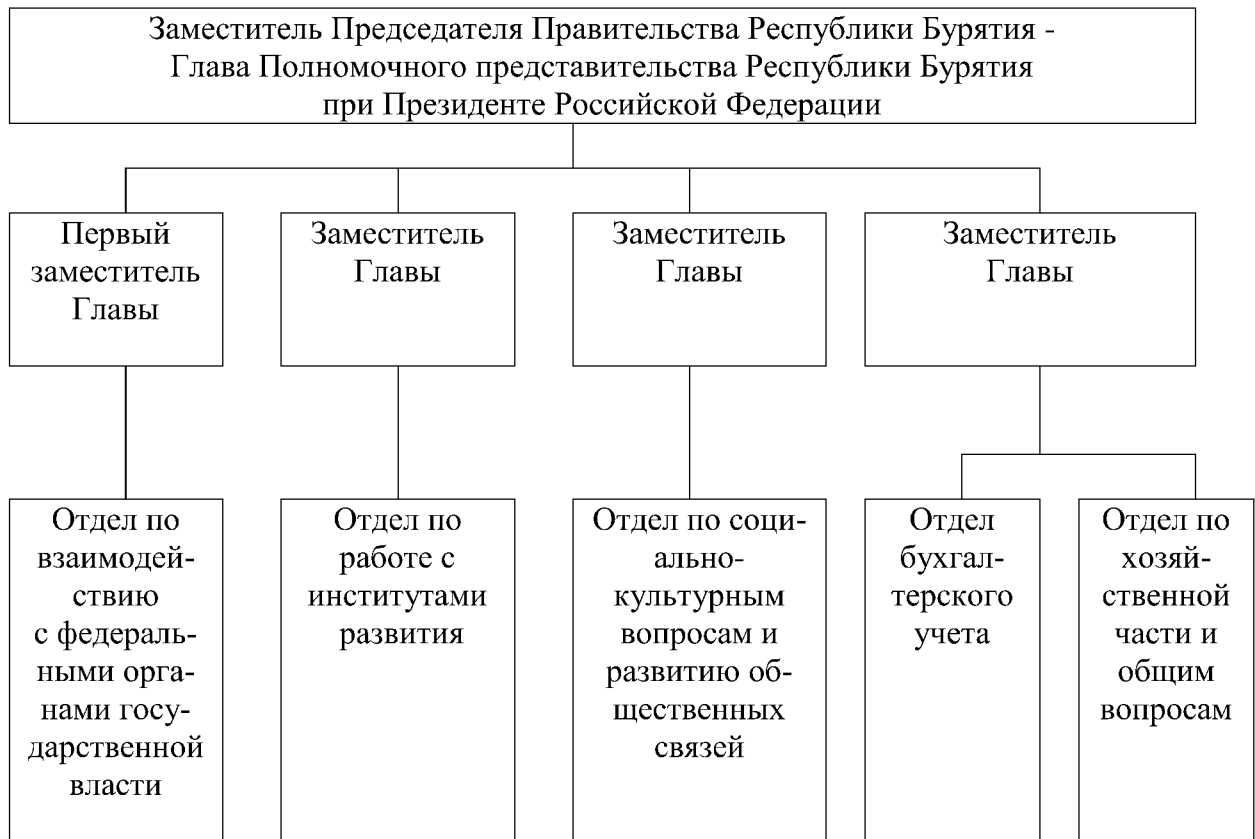 Заместитель Председателя Правительства Республики Бурятия -
Глава Полномочного представительства Республики Бурятия
при Президенте Российской Федерации
Первый
заместитель
Главы
Заместитель
Главы
Заместитель
Главы
Заместитель
Главы
Отдел по
взаимодей-
ствию
с федераль-
ными орга-
нами госу-
дарственной
власти
Отдел по
работе с
институтами
развития
Отдел по соци-
ально-
культурным
вопросам и
развитию об-
щественных
связей
Отдел
бухгал-
терского
учета
Отдел по
хозяй-
ственной
части и
общим
вопросам